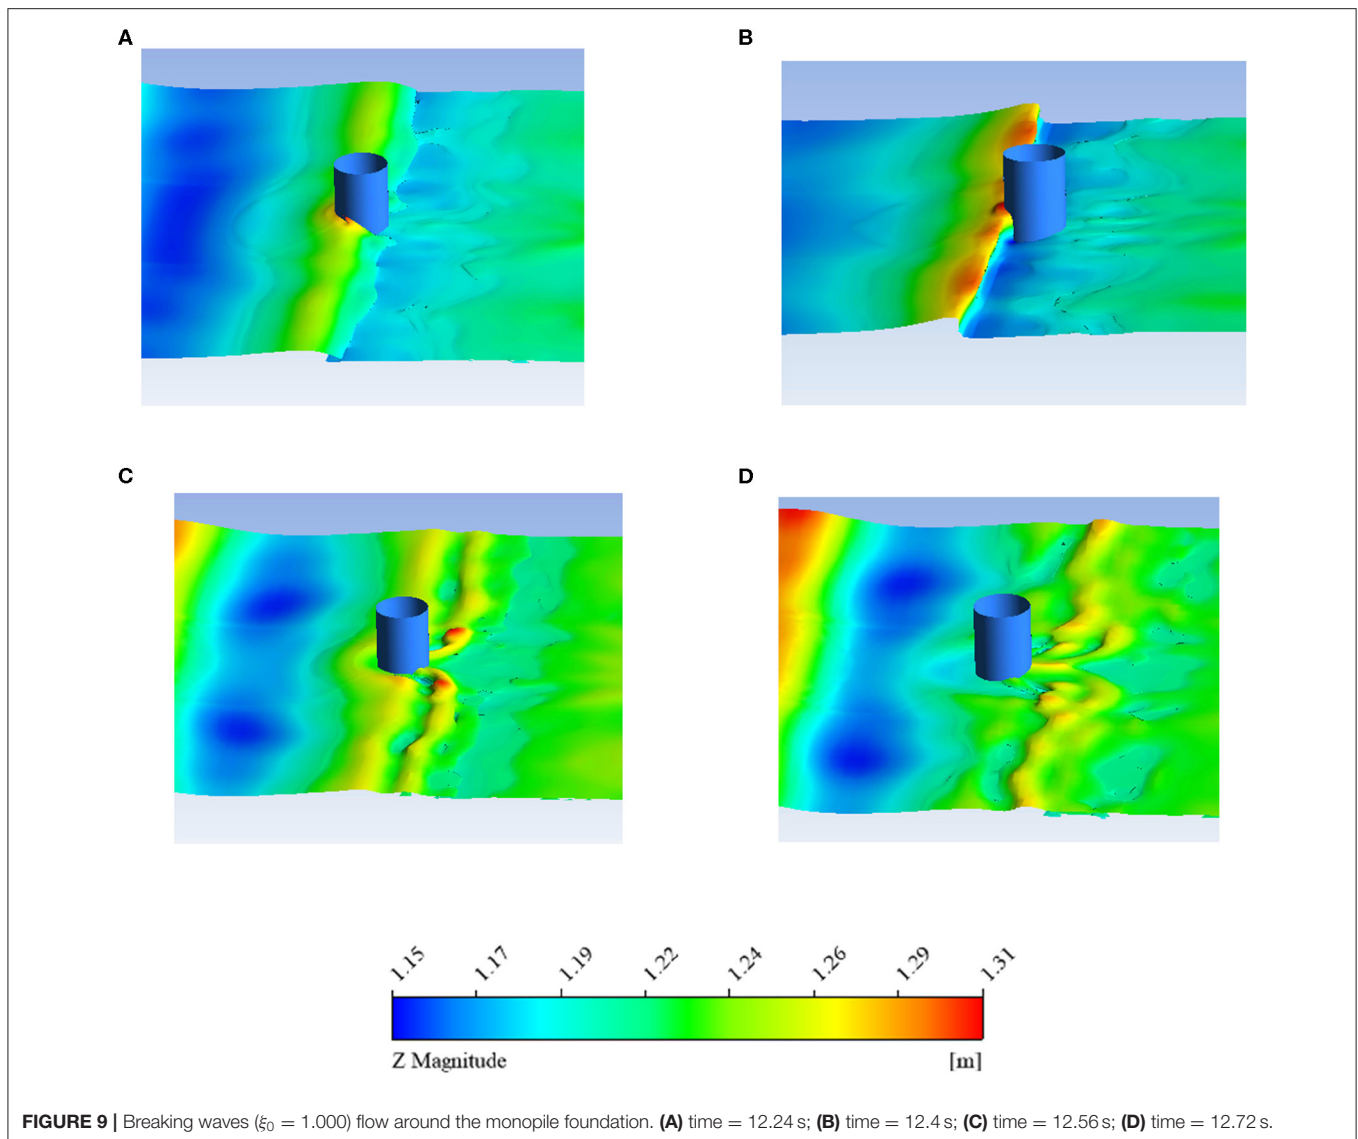 A
B
C
D
1.15 1.17 1.19 1.22 1.24 1.26 1.29 1.31
Z Magnitude [m]
FIGURE 9 | Breaking waves (ξ₀ = 1.000) flow around the monopile foundation. (A) time = 12.24 s; (B) time = 12.4 s; (C) time = 12.56 s; (D) time = 12.72 s.